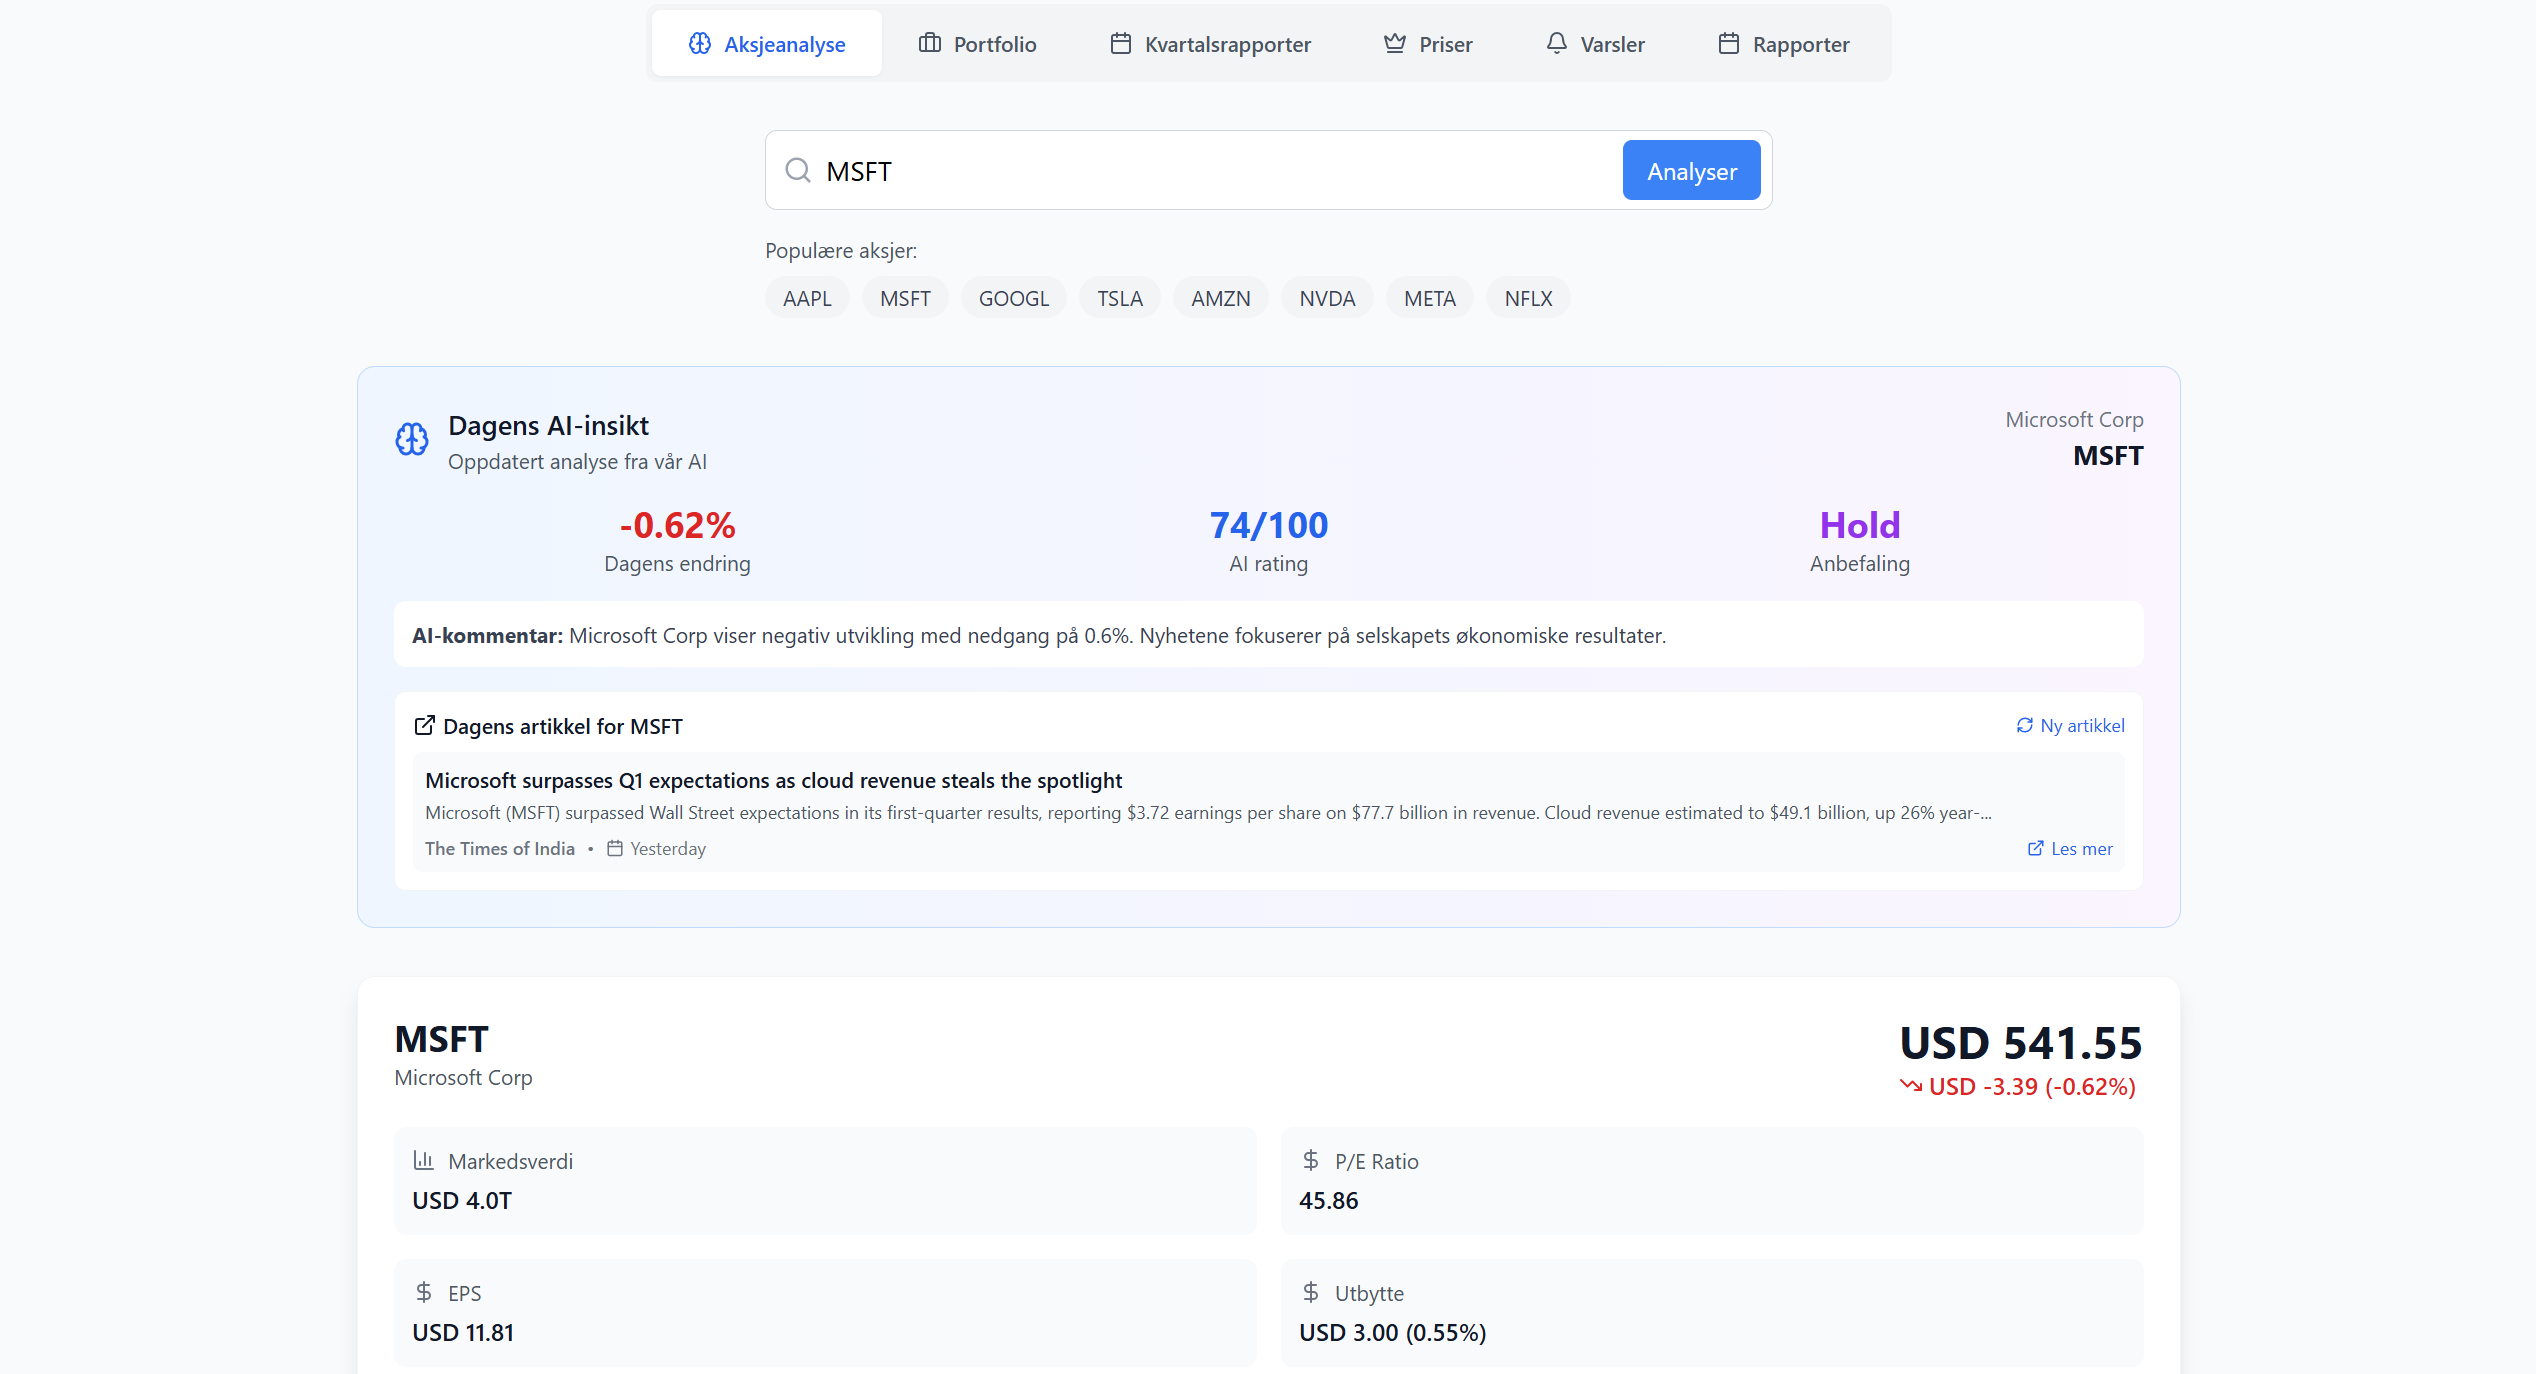 Aksjeanalyse Portfolio Kvartalsrapporter Priser Varsler Rapporter
MSFT Analyser
Populære aksjer:
AAPL MSFT GOOGL TSLA AMZN NVDA META NFLX
Dagens AI-insikt
Oppdatert analyse fra vår AI
Microsoft Corp
MSFT
-0.62% 74/100 Hold
Dagens endring AI rating Anbefaling
AI-kommentar: Microsoft Corp viser negativ utvikling med nedgang på 0.6%. Nyhetene fokuserer på selskapets økonomiske resultater.
Dagens artikkel for MSFT Ny artikkel
Microsoft surpasses Q1 expectations as cloud revenue steals the spotlight
Microsoft (MSFT) surpassed Wall Street expectations in its first-quarter results, reporting $3.72 earnings per share on $77.7 billion in revenue. Cloud revenue estimated to $49.1 billion, up 26% year-...
The Times of India • Yesterday Les mer
MSFT
Microsoft Corp
USD 541.55
USD -3.39 (-0.62%)
Markedsverdi
USD 4.0T
P/E Ratio
45.86
EPS
USD 11.81
Utbytte
USD 3.00 (0.55%)